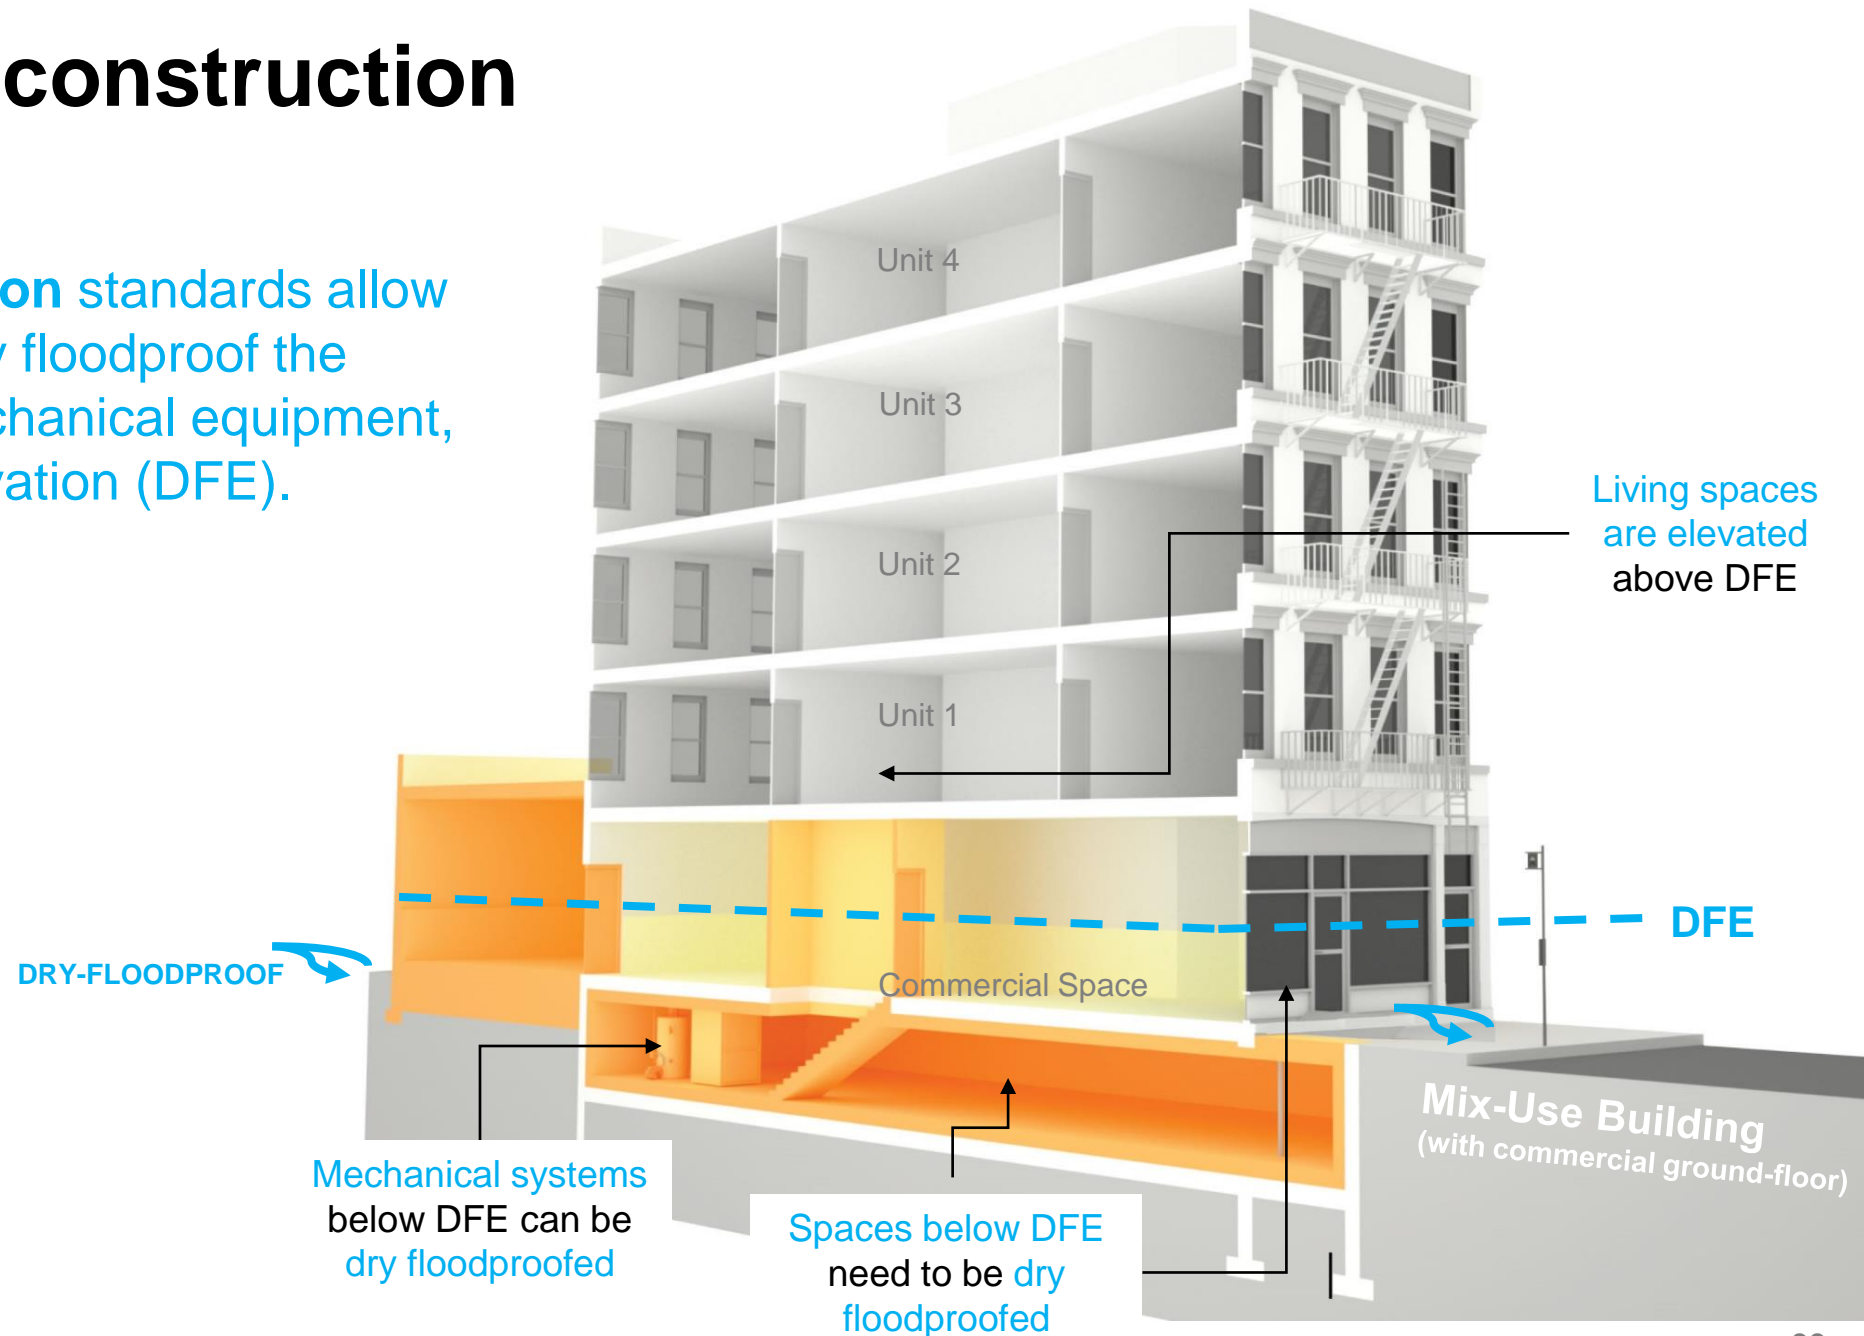 construction
on standards allow
floodproof the
chanical equipment,
vation (DFE).
Unit 4
Unit 3
Unit 2
Unit 1
Living spaces
are elevated
above DFE
DFE
DRY-FLOODPROOF
Commercial Space
Mix-Use Building
(with commercial ground-floor)
Mechanical systems
below DFE can be
dry floodproofed
Spaces below DFE
need to be dry
floodproofed